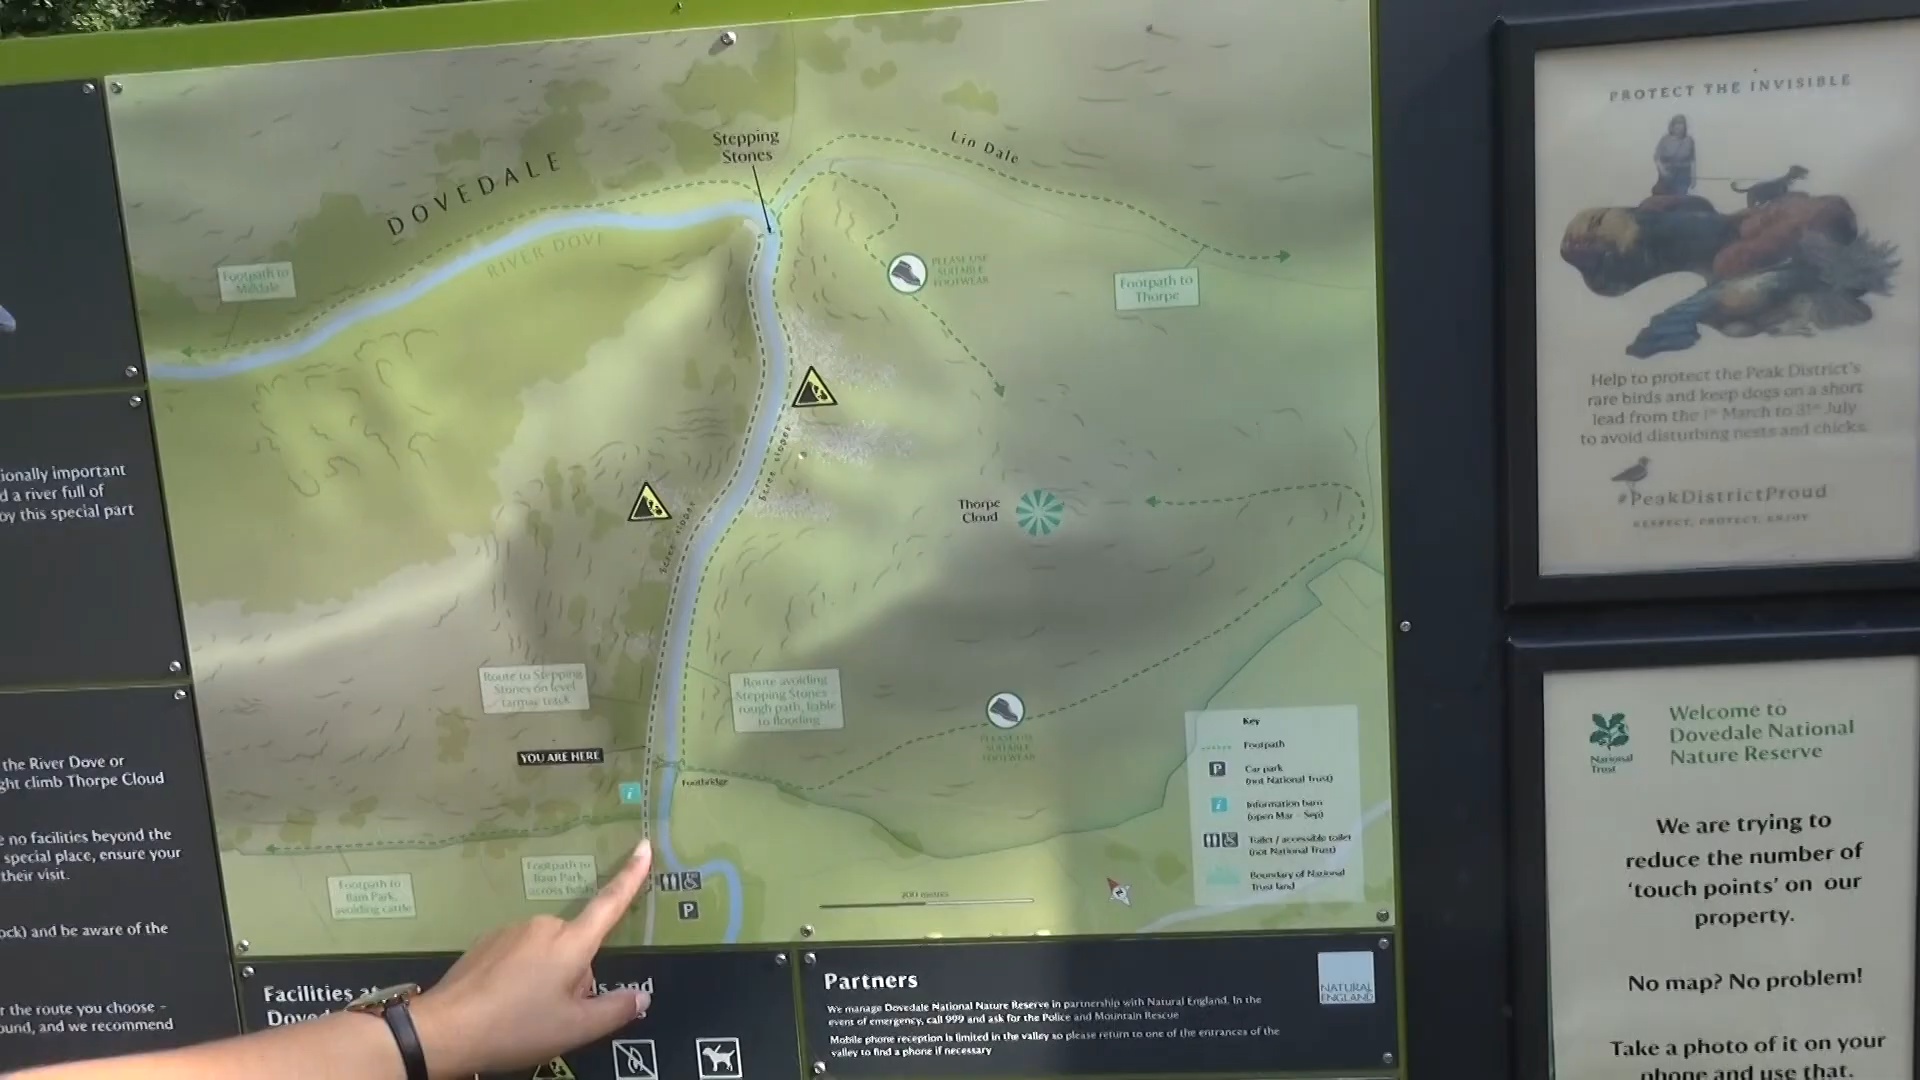 ionally important
d a river full of
oy this special part
the River Dove or
ght climb Thorpe Cloud
e no facilities beyond the
special place, ensure your
their visit.
ock) and be aware of the
r the route you choose –
ound, and we recommend
DOVEDALE
Stepping
Stones
Lin Dale
RIVER DOVE
Footpath to
Milldale
PLEASE USE
SUITABLE
FOOTWEAR
Footpath to
Thorpe
Scree slopes
Scree slopes
Thorpe
Cloud
Route to Stepping
Stones on level
tarmac track
Route avoiding
Stepping Stones –
rough path, liable
to flooding
YOU ARE HERE
i
Footbridge
PLEASE USE
SUITABLE
FOOTWEAR
Footpath to
Ilam Park,
avoiding cattle
Footpath to
Ilam Park,
across fields
P
200 metres
Key
Footpath
P
Car park
(not National Trust)
i
Information barn
(open Mar – Sep)
Toilet / accessible toilet
(not National Trust)
Boundary of National
Trust land
Facilities at
Dove
s and
Partners
We manage Dovedale National Nature Reserve in partnership with Natural England. In the
event of emergency, call 999 and ask for the Police and Mountain Rescue
Mobile phone reception is limited in the valley so please return to one of the entrances of the
valley to find a phone if necessary
NATURAL
ENGLAND
PROTECT THE INVISIBLE
Help to protect the Peak District's
rare birds and keep dogs on a short
lead from the 1st March to 31st July
to avoid disturbing nests and chicks.
#PeakDistrictProud
RESPECT. PROTECT. ENJOY.
National
Trust
Welcome to
Dovedale National
Nature Reserve
We are trying to
reduce the number of
'touch points' on our
property.
No map? No problem!
Take a photo of it on your
phone and use that.